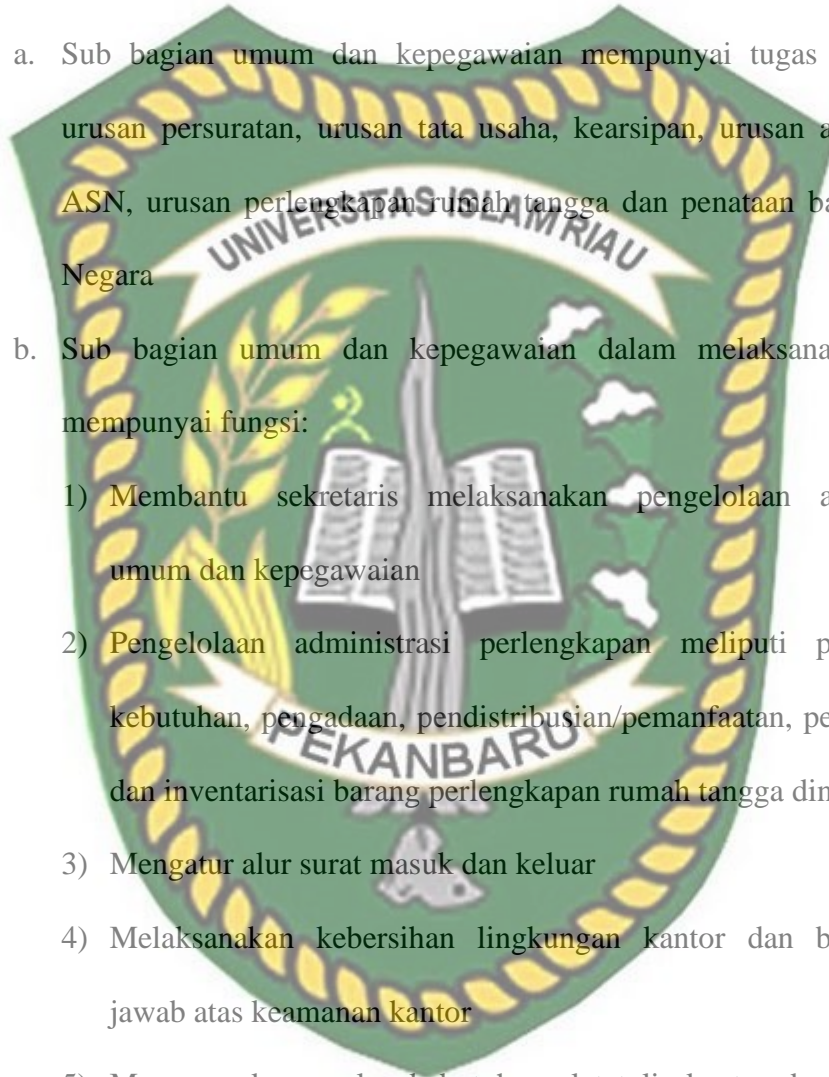 a. Sub bagian umum dan kepegawaian mempunyai tugas
urusan persuratan, urusan tata usaha, kearsipan, urusan a
ASN, urusan perlengkapan rumah tangga dan penataan ba
UNIVERSITAS ISLAM RIAU
Negara
b. Sub bagian umum dan kepegawaian dalam melaksana
mempunyai fungsi:
1) Membantu sekretaris melaksanakan pengelolaan a
umum dan kepegawaian
2) Pengelolaan administrasi perlengkapan meliputi p
kebutuhan, pengadaan, pendistribusian/pemanfaatan, pe
PEKANBARU
dan inventarisasi barang perlengkapan rumah tangga din
3) Mengatur alur surat masuk dan keluar
4) Melaksanakan kebersihan lingkungan kantor dan b
jawab atas keamanan kantor
5)